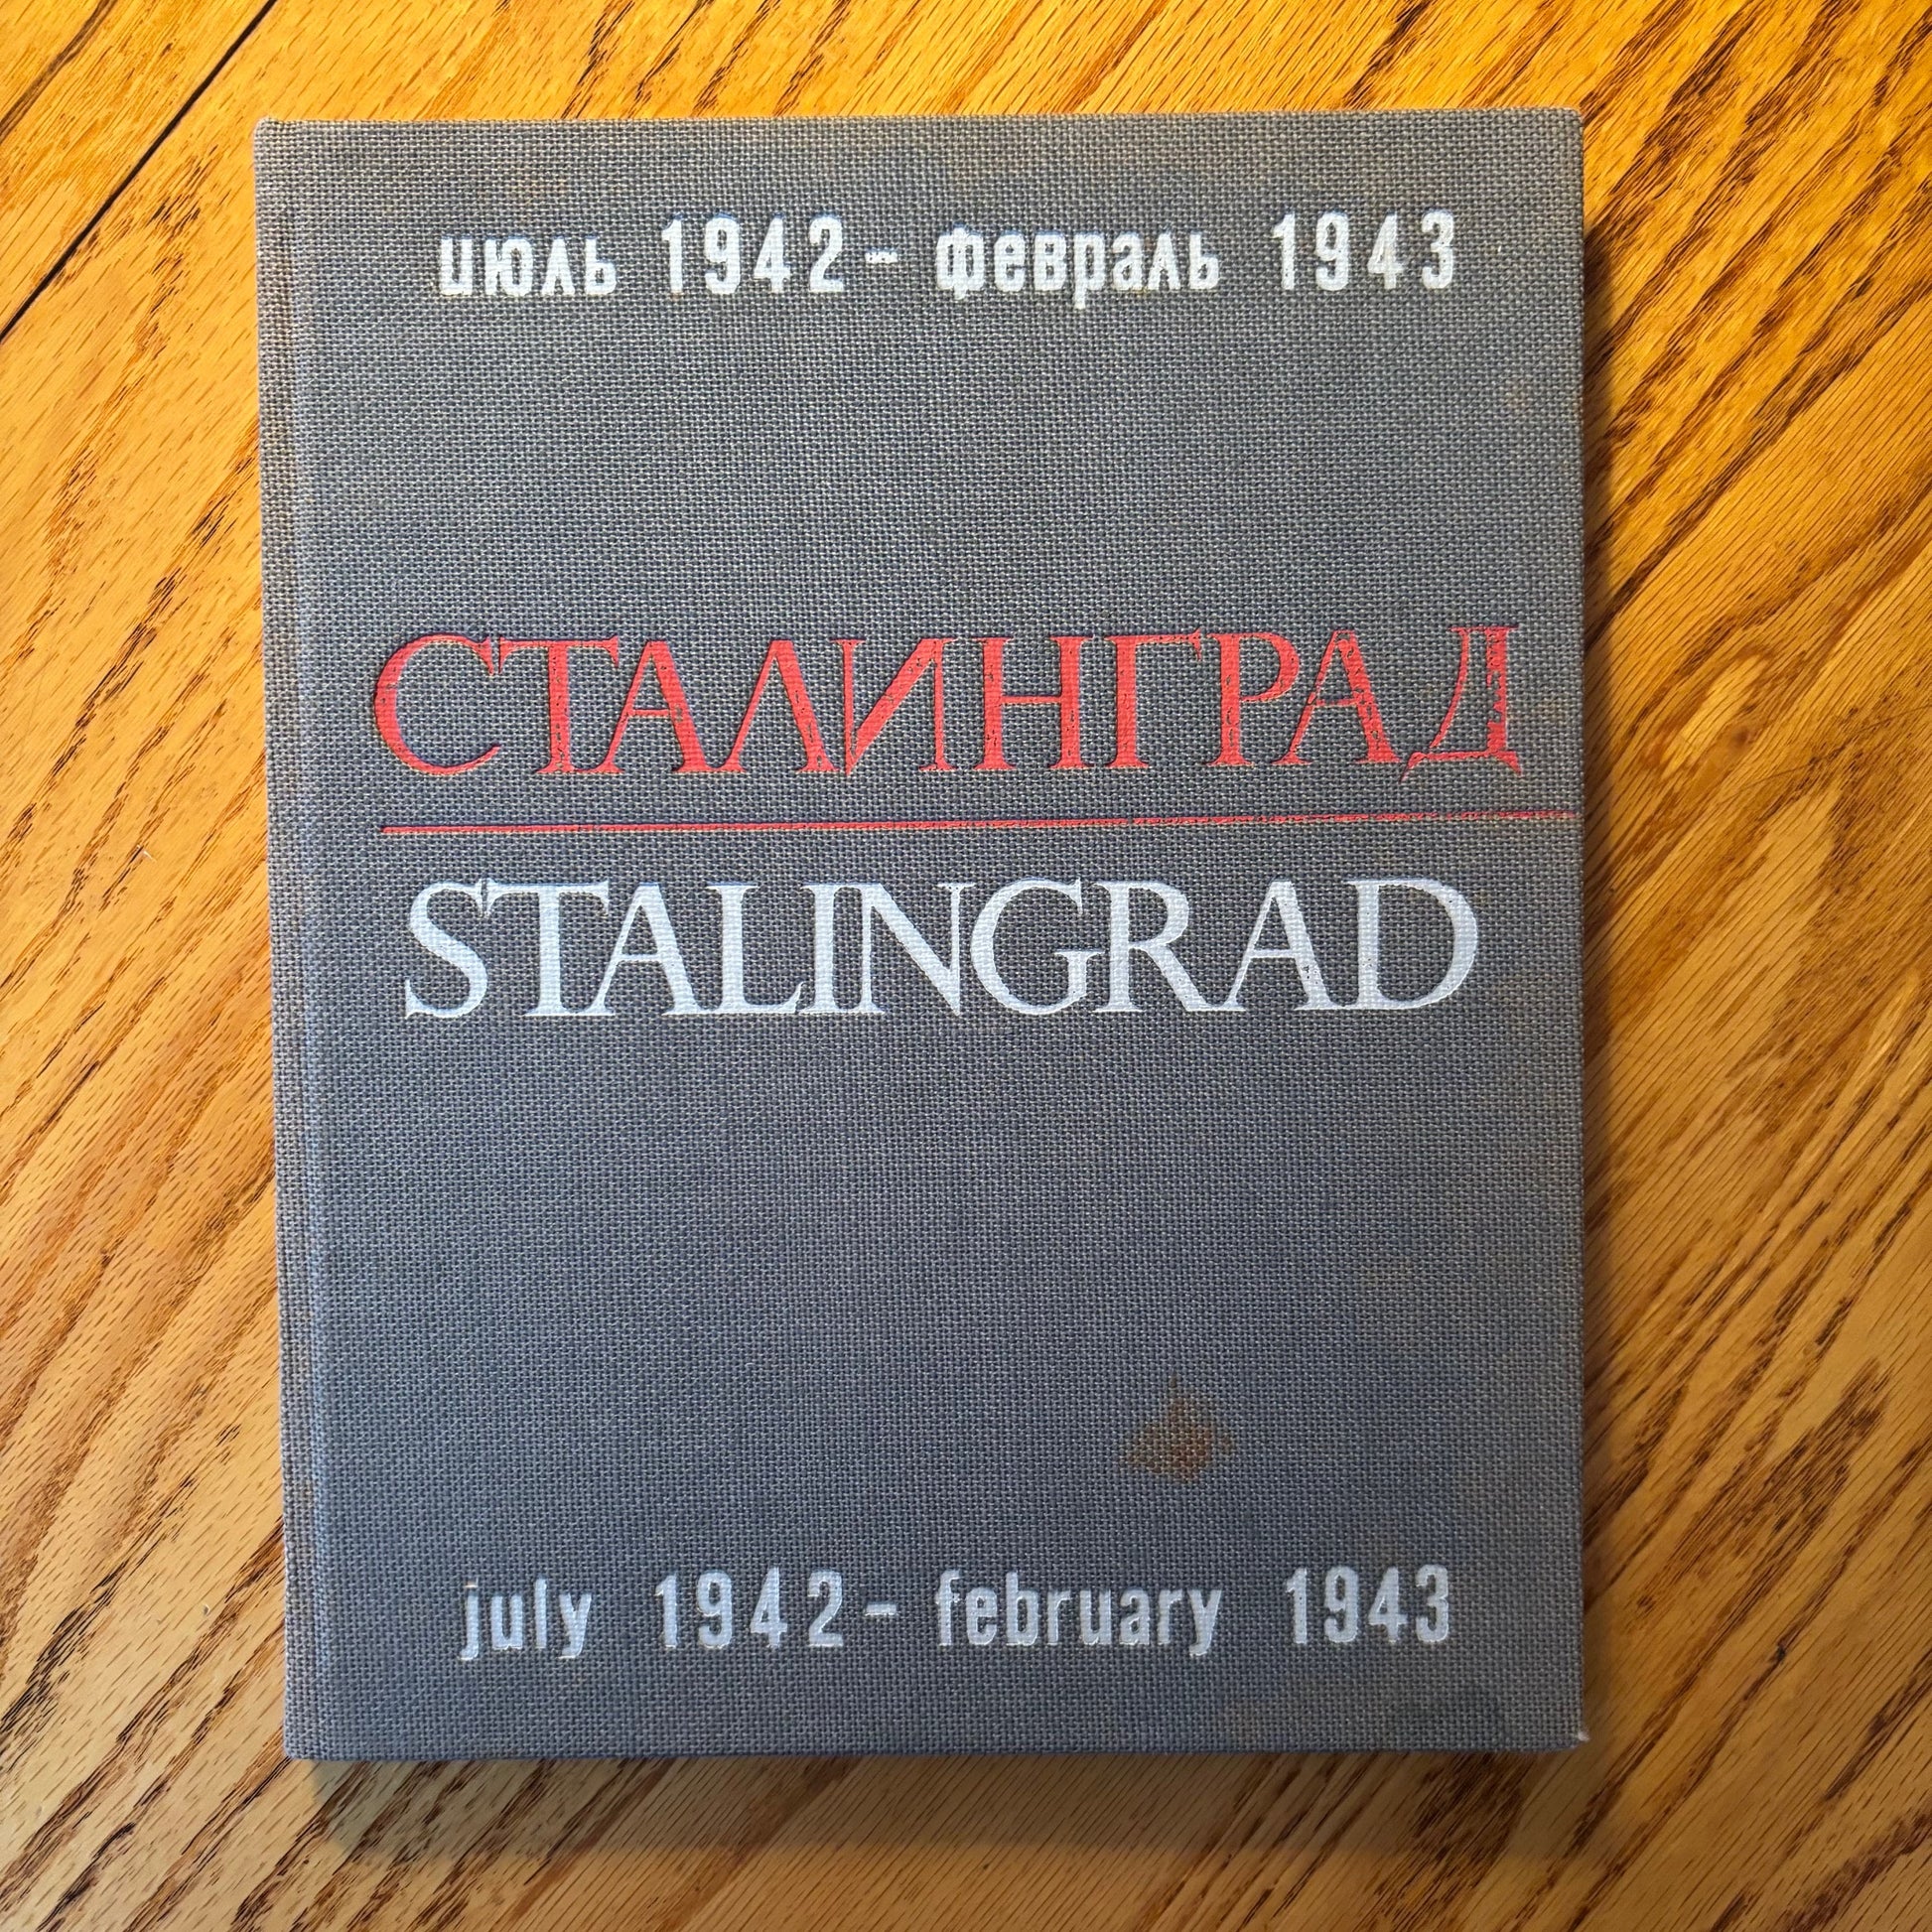 июль 1942 - февраль 1943
СТАЛИНГРАД
STALINGRAD
july 1942 - february 1943